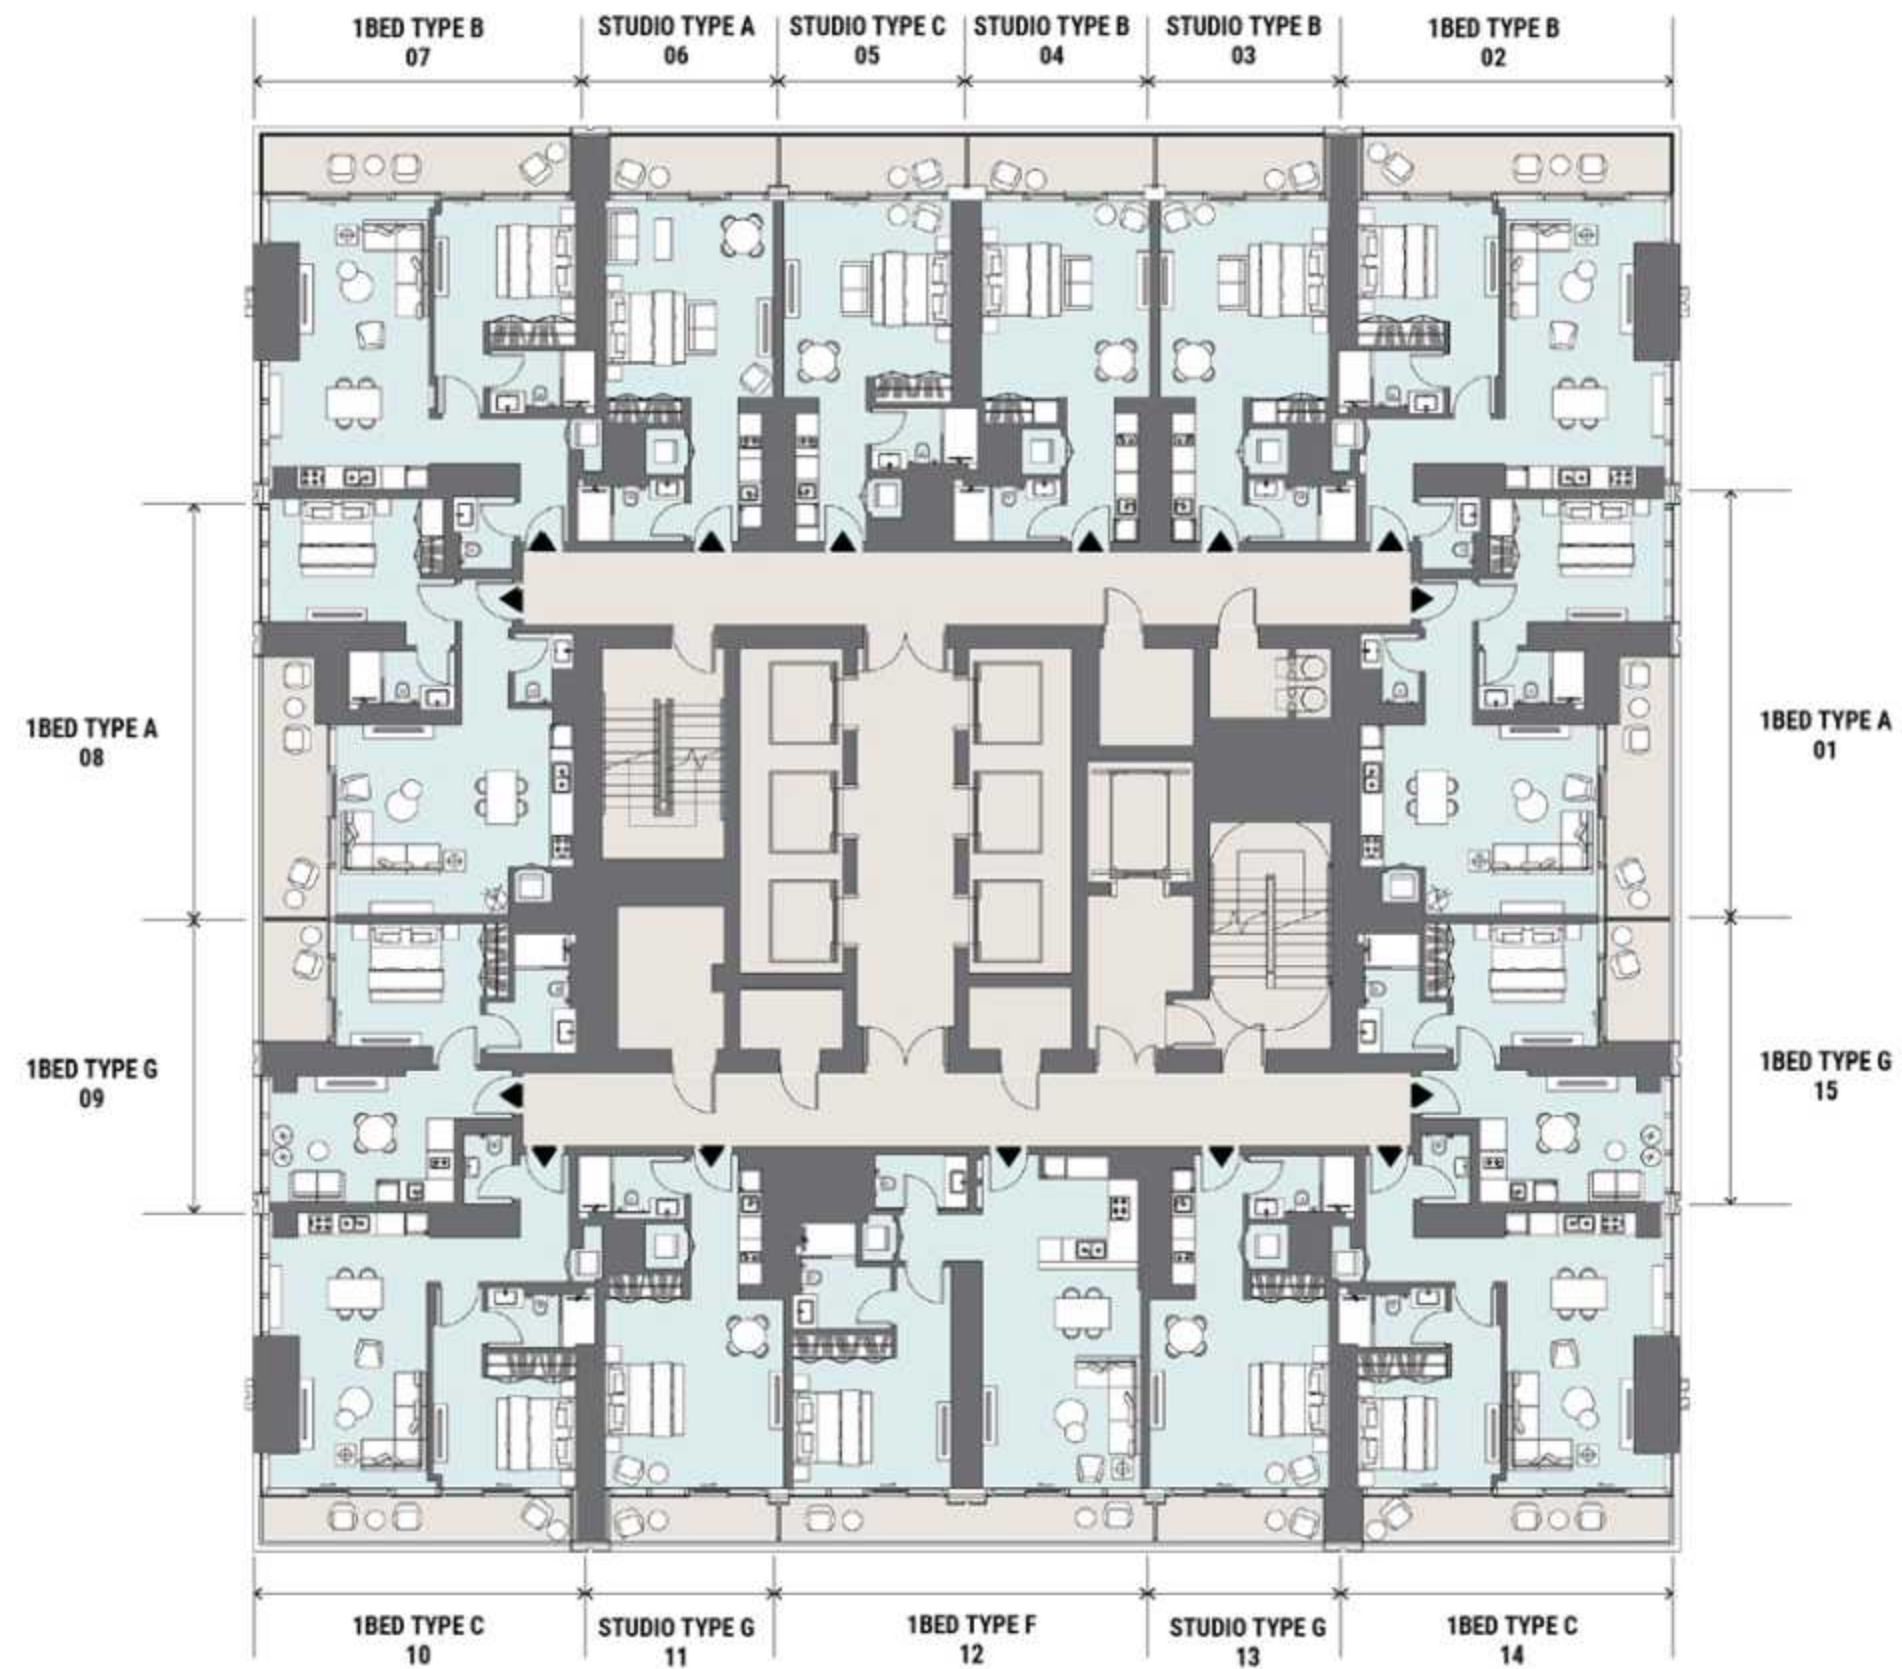 1BED TYPE B
07
STUDIO TYPE A
06
STUDIO TYPE C
05
STUDIO TYPE B
04
STUDIO TYPE B
03
1BED TYPE B
02
1BED TYPE A
08
1BED TYPE A
01
1BED TYPE G
09
1BED TYPE G
15
1BED TYPE C
10
STUDIO TYPE G
11
1BED TYPE F
12
STUDIO TYPE G
13
1BED TYPE C
14